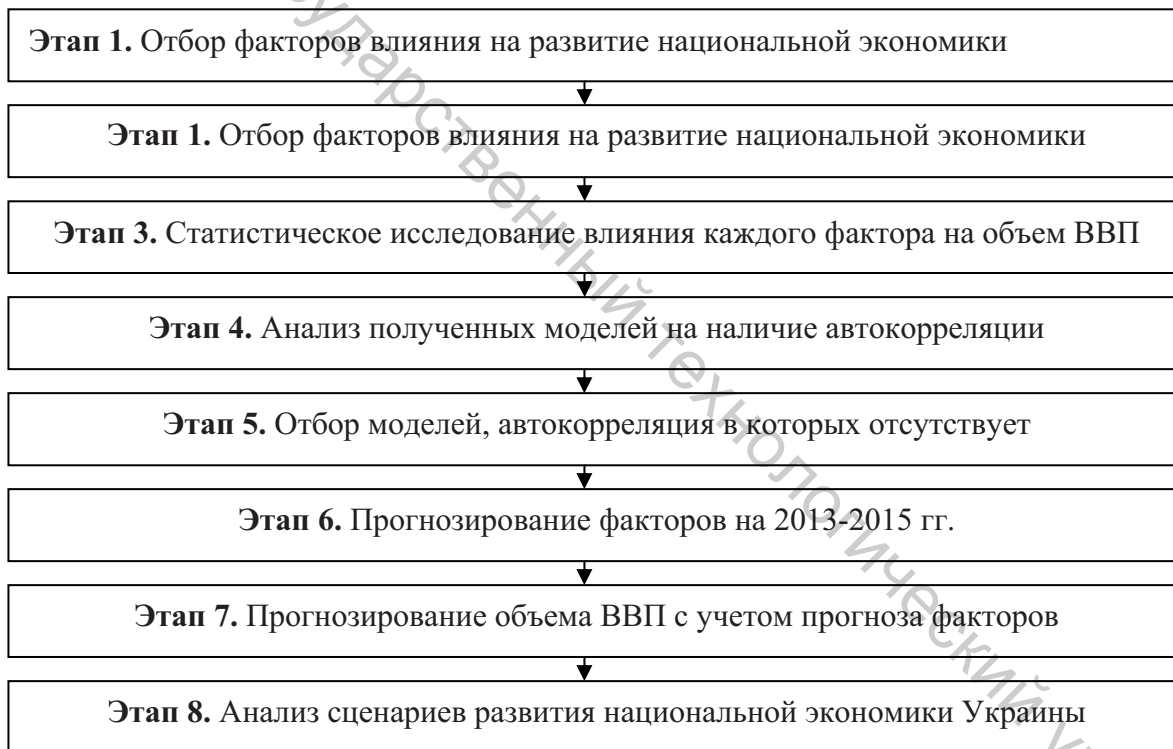 Этап 1. Отбор факторов влияния на развитие национальной экономики
Этап 1. Отбор факторов влияния на развитие национальной экономики
Этап 3. Статистическое исследование влияния каждого фактора на объем ВВП
Этап 4. Анализ полученных моделей на наличие автокорреляции
Этап 5. Отбор моделей, автокорреляция в которых отсутствует
Этап 6. Прогнозирование факторов на 2013-2015 гг.
Этап 7. Прогнозирование объема ВВП с учетом прогноза факторов
Этап 8. Анализ сценариев развития национальной экономики Украины
технологический